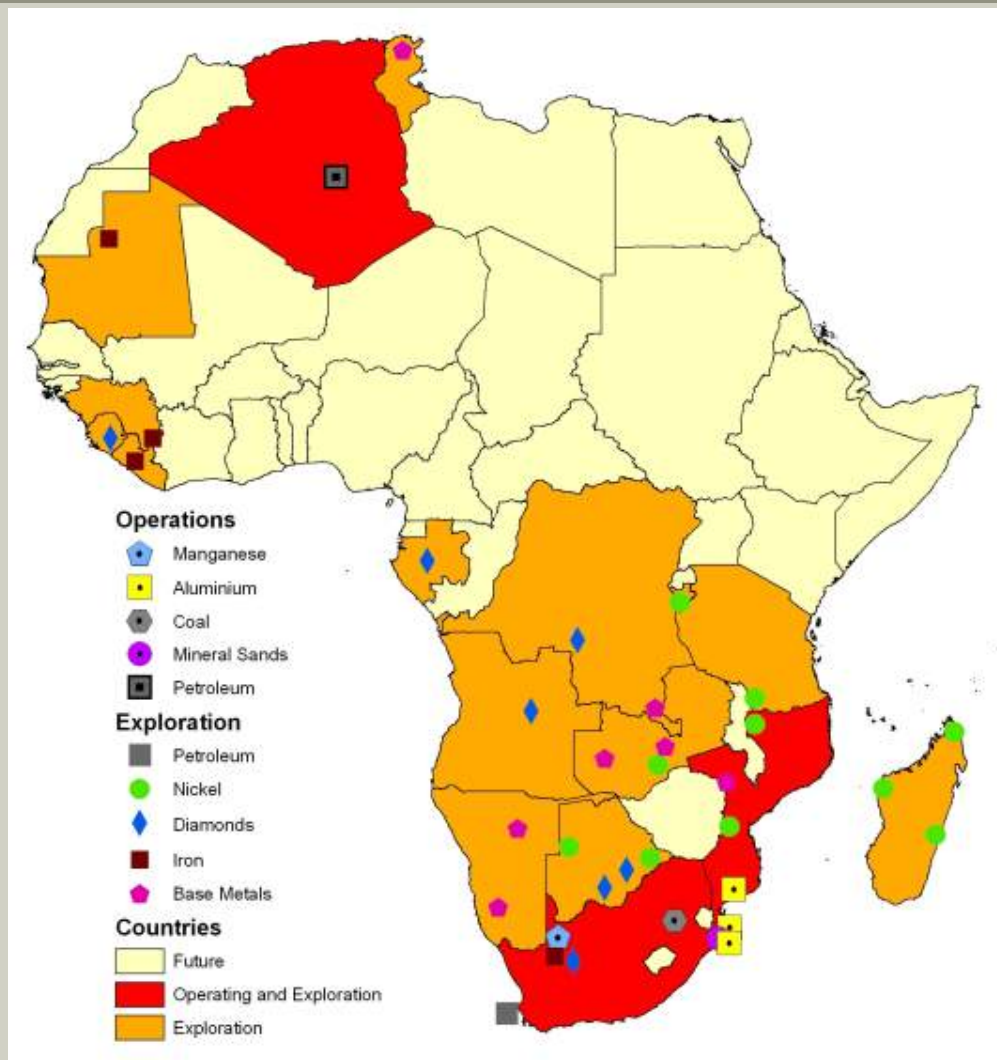 Operations
Manganese
Aluminium
Coal
Mineral Sands
Petroleum
Exploration
Petroleum
Nickel
Diamonds
Iron
Base Metals
Countries
Future
Operating and Exploration
Exploration